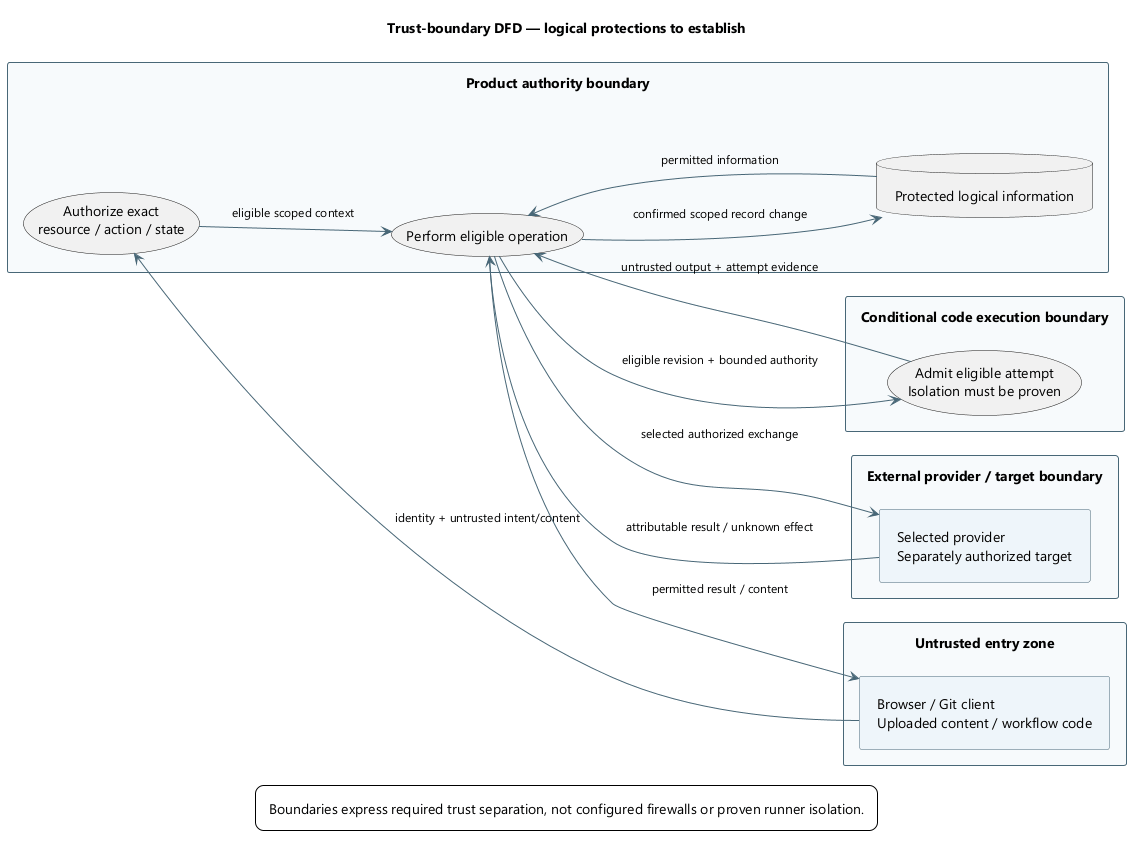 Trust-boundary DFD — logical protections to establish
Product authority boundary
permitted information
Protected logical information
Authorize exact
resource / action / state
eligible scoped context
confirmed scoped record change
Perform eligible operation
untrusted output + attempt evidence
Conditional code execution boundary
eligible revision + bounded authority
Admit eligible attempt
Isolation must be proven
selected authorized exchange
External provider / target boundary
identity + untrusted intent/content
attributable result / unknown effect
Selected provider
Separately authorized target
permitted result / content
Untrusted entry zone
Browser / Git client
Uploaded content / workflow code
Boundaries express required trust separation, not configured firewalls or proven runner isolation.